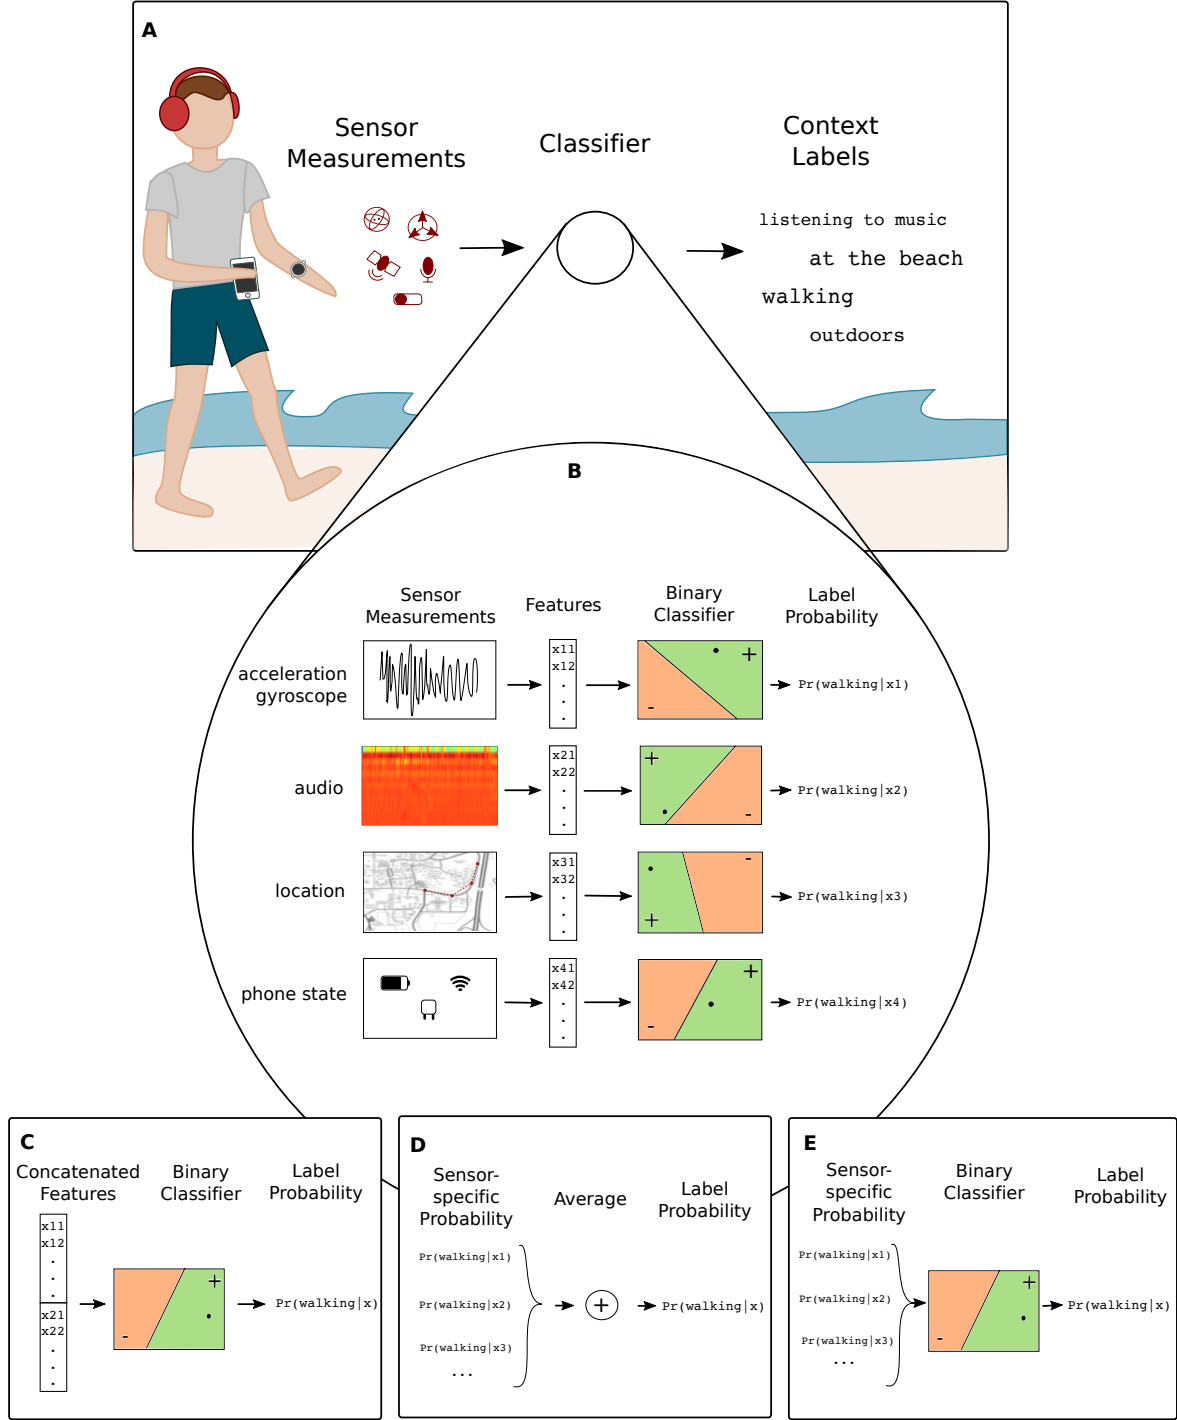 A
Sensor
Measurements
Classifier
Context
Labels
listening to music
at the beach
walking
outdoors
B
Sensor
Measurements
Features
Binary
Classifier
Label
Probability
acceleration
gyroscope
x11
x12
.
.
.
+
-
Pr(walking|x1)
audio
x21
x22
.
.
.
+
-
Pr(walking|x2)
location
x31
x32
.
.
.
-
+
Pr(walking|x3)
phone state
x41
x42
.
.
.
+
-
Pr(walking|x4)
C
Concatenated
Features
Binary
Classifier
Label
Probability
x11
x12
.
.
.
x21
x22
.
.
.
+
-
Pr(walking|x)
D
Sensor-
specific
Probability
Average
Label
Probability
Pr(walking|x1)
Pr(walking|x2)
Pr(walking|x3)
...
+
Pr(walking|x)
E
Sensor-
specific
Probability
Binary
Classifier
Label
Probability
Pr(walking|x1)
Pr(walking|x2)
Pr(walking|x3)
...
+
-
Pr(walking|x)